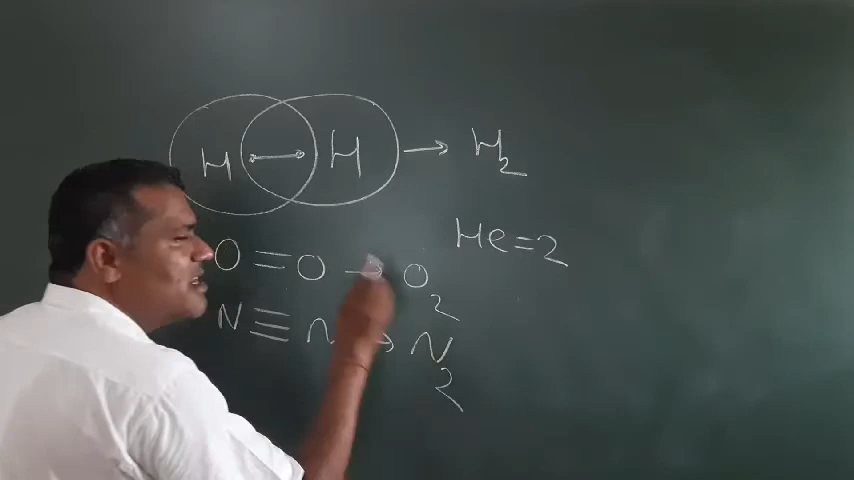 H ↔ H → H2
He=2
O = O → O2
N ≡ N → N2